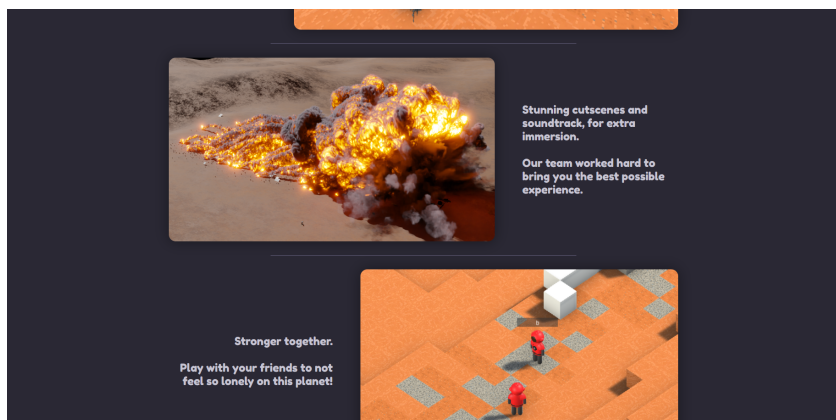 Stunning cutscenes and
soundtrack, for extra
immersion.
Our team worked hard to
bring you the best possible
experience.
Stronger together.
Play with your friends to not
feel so lonely on this planet!